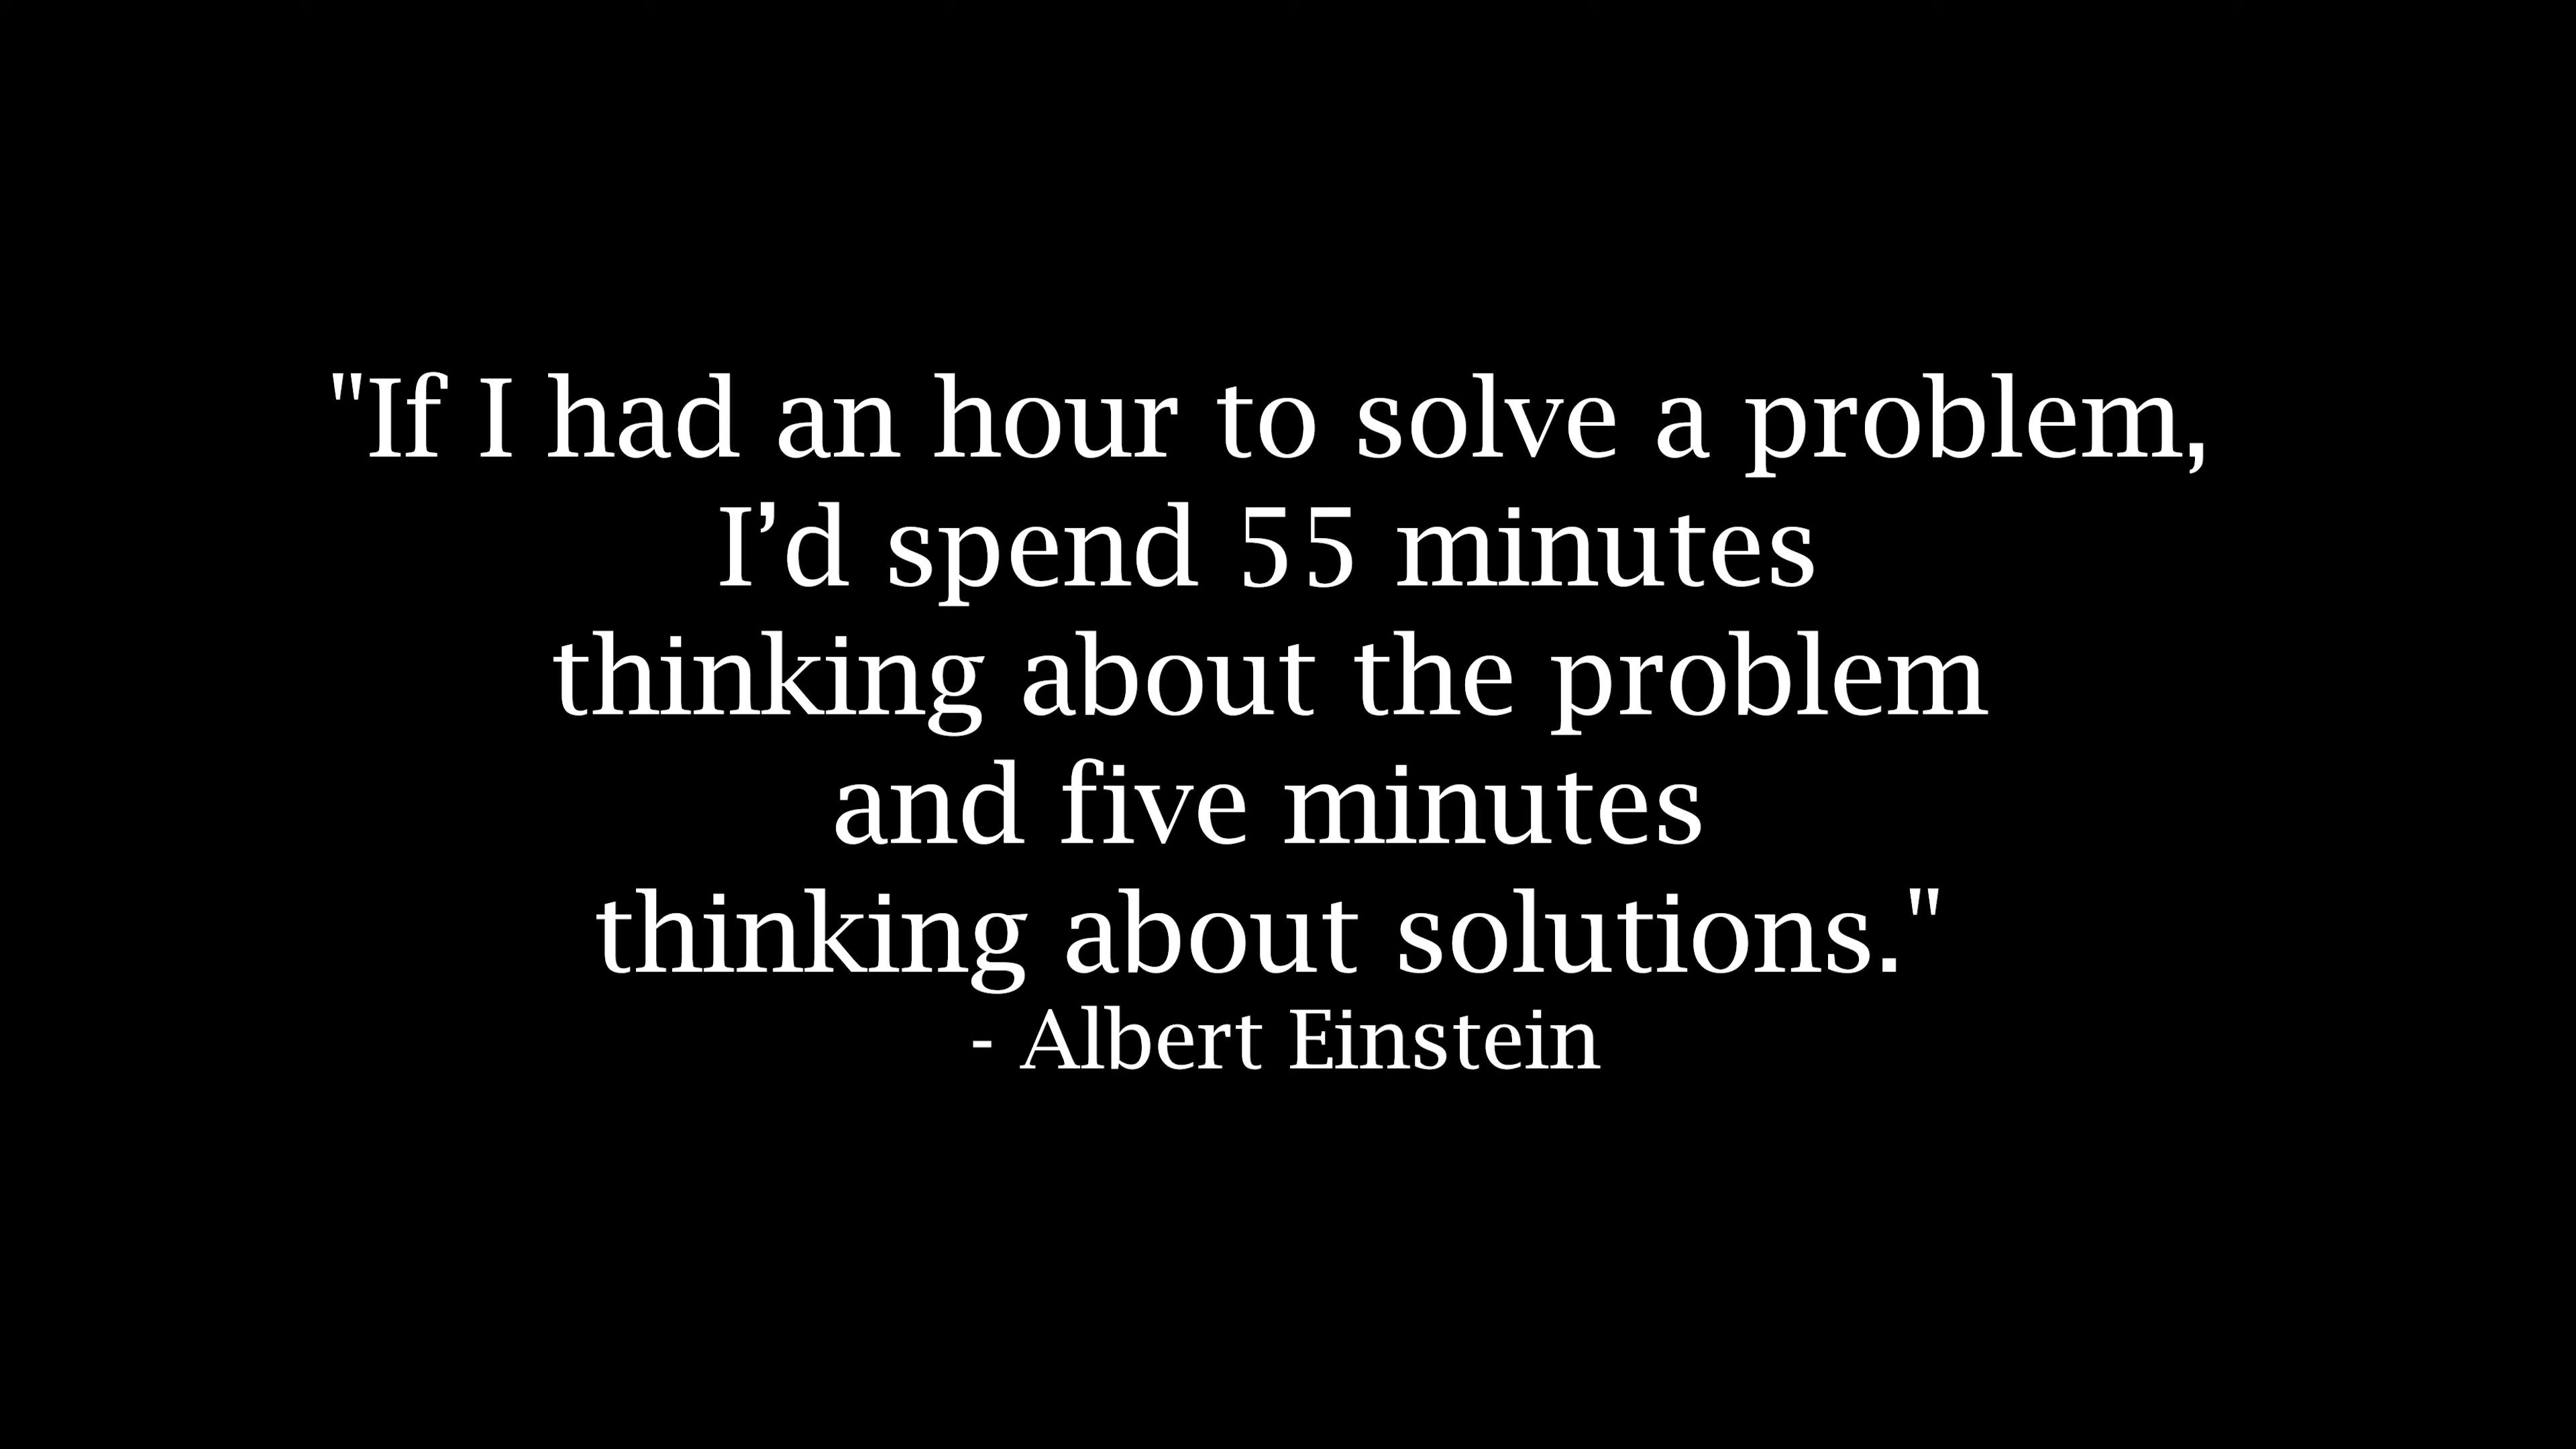 "If I had an hour to solve a problem,
I’d spend 55 minutes
thinking about the problem
and five minutes
thinking about solutions."
- Albert Einstein